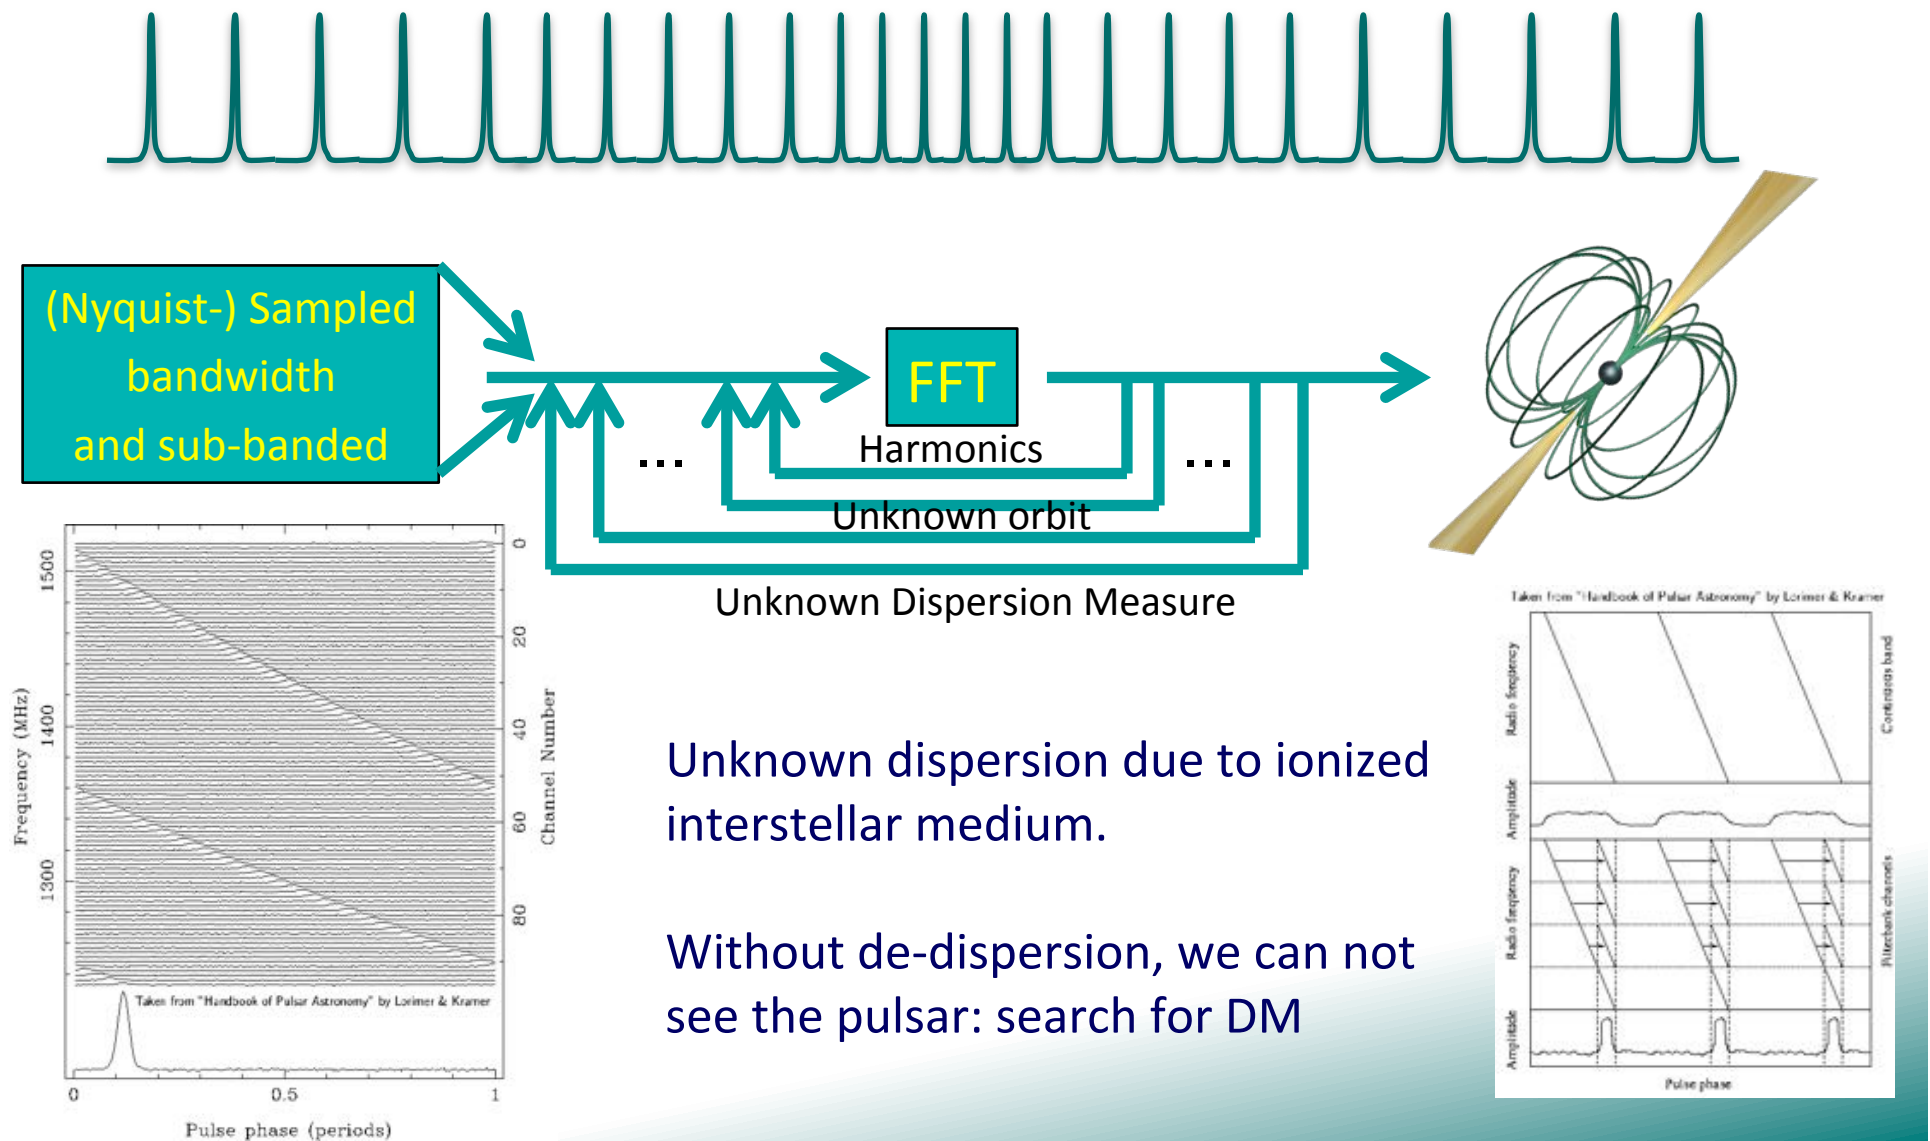 (Nyquist-) Sampled
bandwidth
and sub-banded
FFT
Harmonics
...
...
Unknown orbit
Unknown Dispersion Measure
Frequency (MHz)
1500
1400
1300
0
20
40
60
80
Channel Number
Taken from "Handbook of Pulsar Astronomy" by Lorimer & Kramer
0
0.5
1
Pulse phase (periods)
Unknown dispersion due to ionized
interstellar medium.
Without de-dispersion, we can not
see the pulsar: search for DM
Taken from "Handbook of Pulsar Astronomy" by Lorimer & Kramer
Radio frequency
Continuous band
Amplitude
Radio frequency
Filterbank channels
Amplitude
Pulse phase